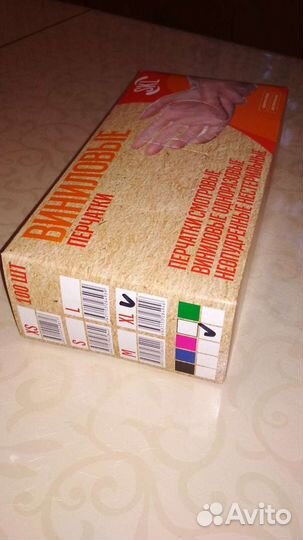 ВИНИЛОВЫЕ
ПЕРЧАТКИ
ПЕРЧАТКИ СМОТРОВЫЕ
ВИНИЛОВЫЕ ОДНОРАЗОВЫЕ
НЕОПУДРЕННЫЕ НЕСТЕРИЛЬНЫЕ
100 ШТ
XS
L
S
XL
M
Avito